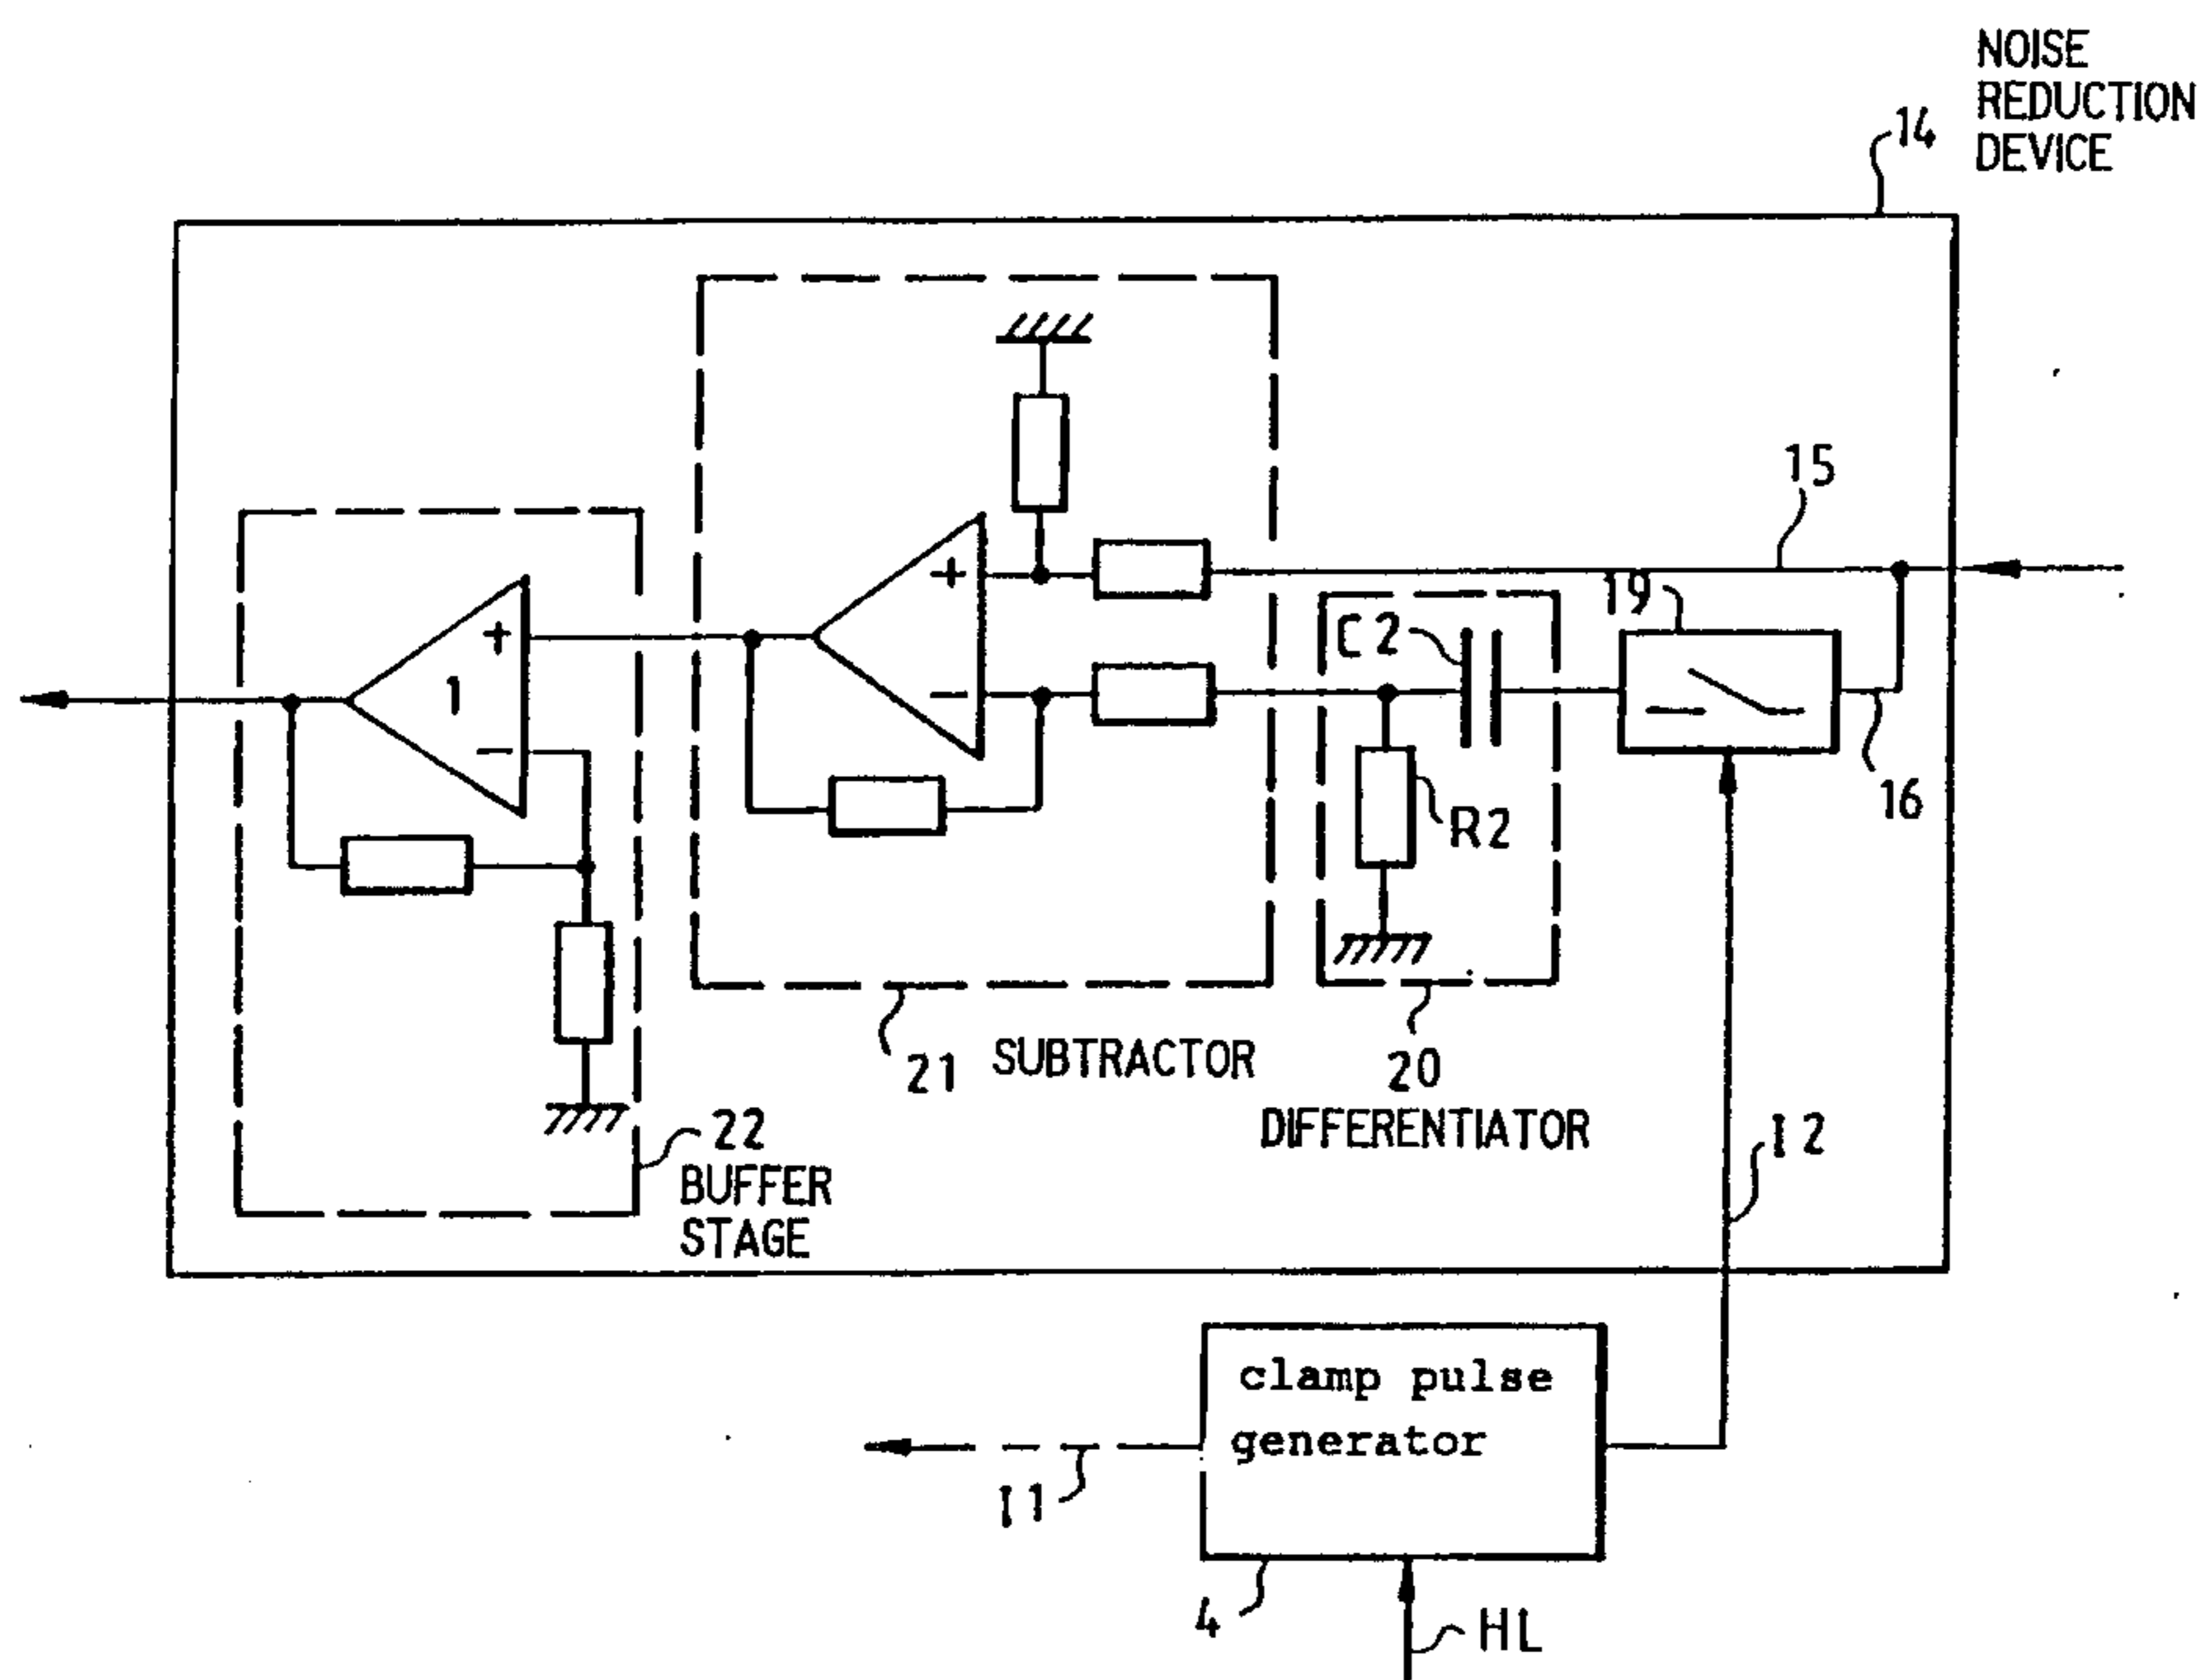 NOISE
REDUCTION
DEVICE
14
15
19
C2
+
+
1
−
−
R2
16
21 SUBTRACTOR
20
DIFFERENTIATOR
22
BUFFER
STAGE
I2
clamp pulse
generator
I1
4
HL